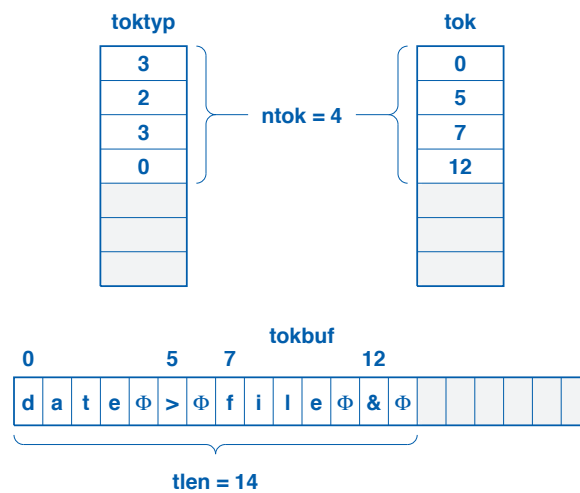 toktyp tok
3 0
2 5
ntok = 4
3 7
0 12
tokbuf
0 5 7 12
d a t e Φ > Φ f i l e Φ & Φ
tlen = 14